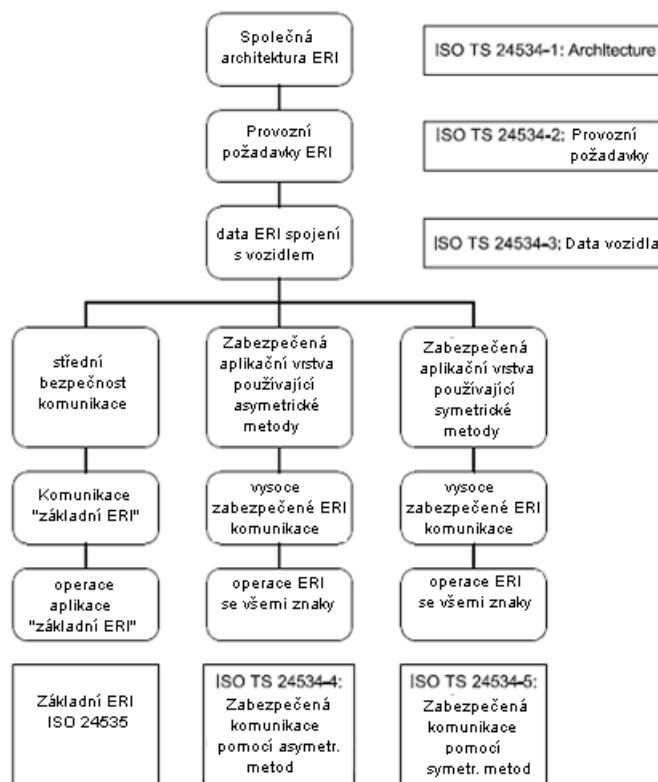 Společná
architektura ERI
ISO TS 24534-1: Architecture
Provozní
požadavky ERI
ISO TS 24534-2: Provozní
požadavky
data ERI spojení
s vozidlem
ISO TS 24534-3: Data vozidla
střední
bezpečnost
komunikace
Zabezpečená
aplikační vrstva
používající
asymetrické
metody
Zabezpečená
aplikační vrstva
používající
symetrické
metody
Komunikace
"základní ERI"
vysoce
zabezpečené ERI
komunikace
vysoce
zabezpečené ERI
komunikace
operace
aplikace
"základní ERI"
operace ERI
se všemi znaky
operace ERI
se všemi znaky
Základní ERI
ISO 24535
ISO TS 24534-4:
Zabezpečená
komunikace
pomocí asymetr.
metod
ISO TS 24534-5:
Zabezpečená
komunikace
pomocí
symetr. metod